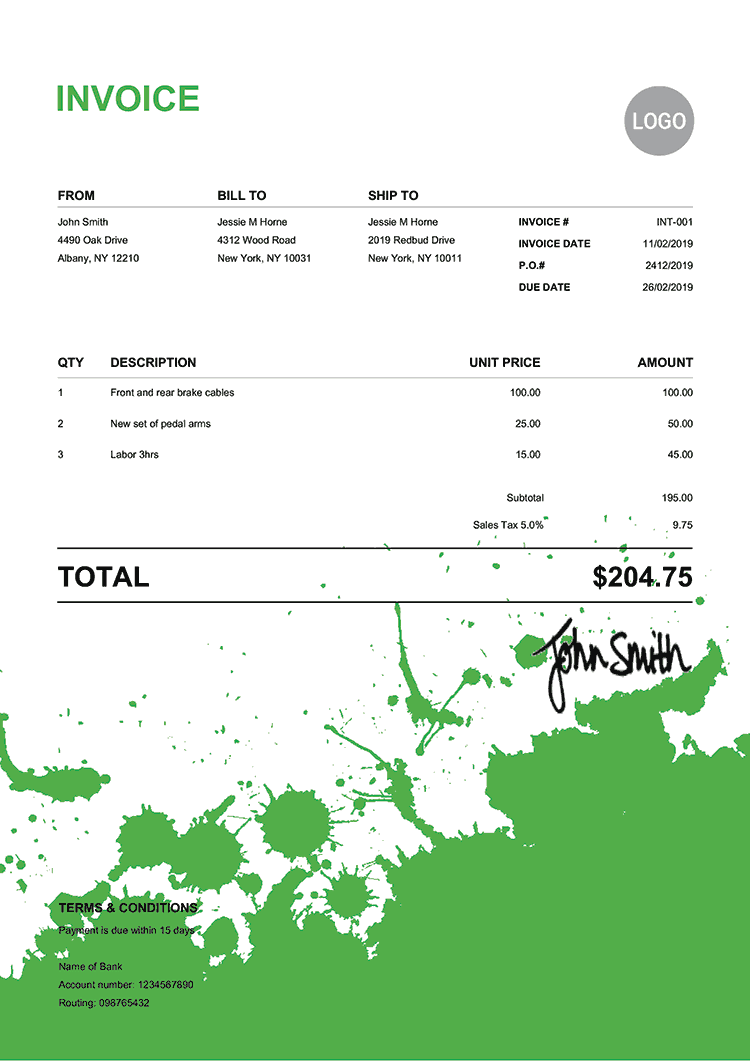 INVOICE
LOGO
FROM BILL TO SHIP TO
John Smith Jessie M Horne Jessie M Horne INVOICE # INT-001
4490 Oak Drive 4312 Wood Road 2019 Redbud Drive INVOICE DATE 11/02/2019
Albany, NY 12210 New York, NY 10031 New York, NY 10011 P.O.# 2412/2019
DUE DATE 26/02/2019
QTY DESCRIPTION UNIT PRICE AMOUNT
1 Front and rear brake cables 100.00 100.00
2 New set of pedal arms 25.00 50.00
3 Labor 3hrs 15.00 45.00
Subtotal 195.00
Sales Tax 5.0% 9.75
TOTAL $204.75
John Smith
TERMS & CONDITIONS
Payment is due within 15 days
Name of Bank
Account number: 1234567890
Routing: 098765432